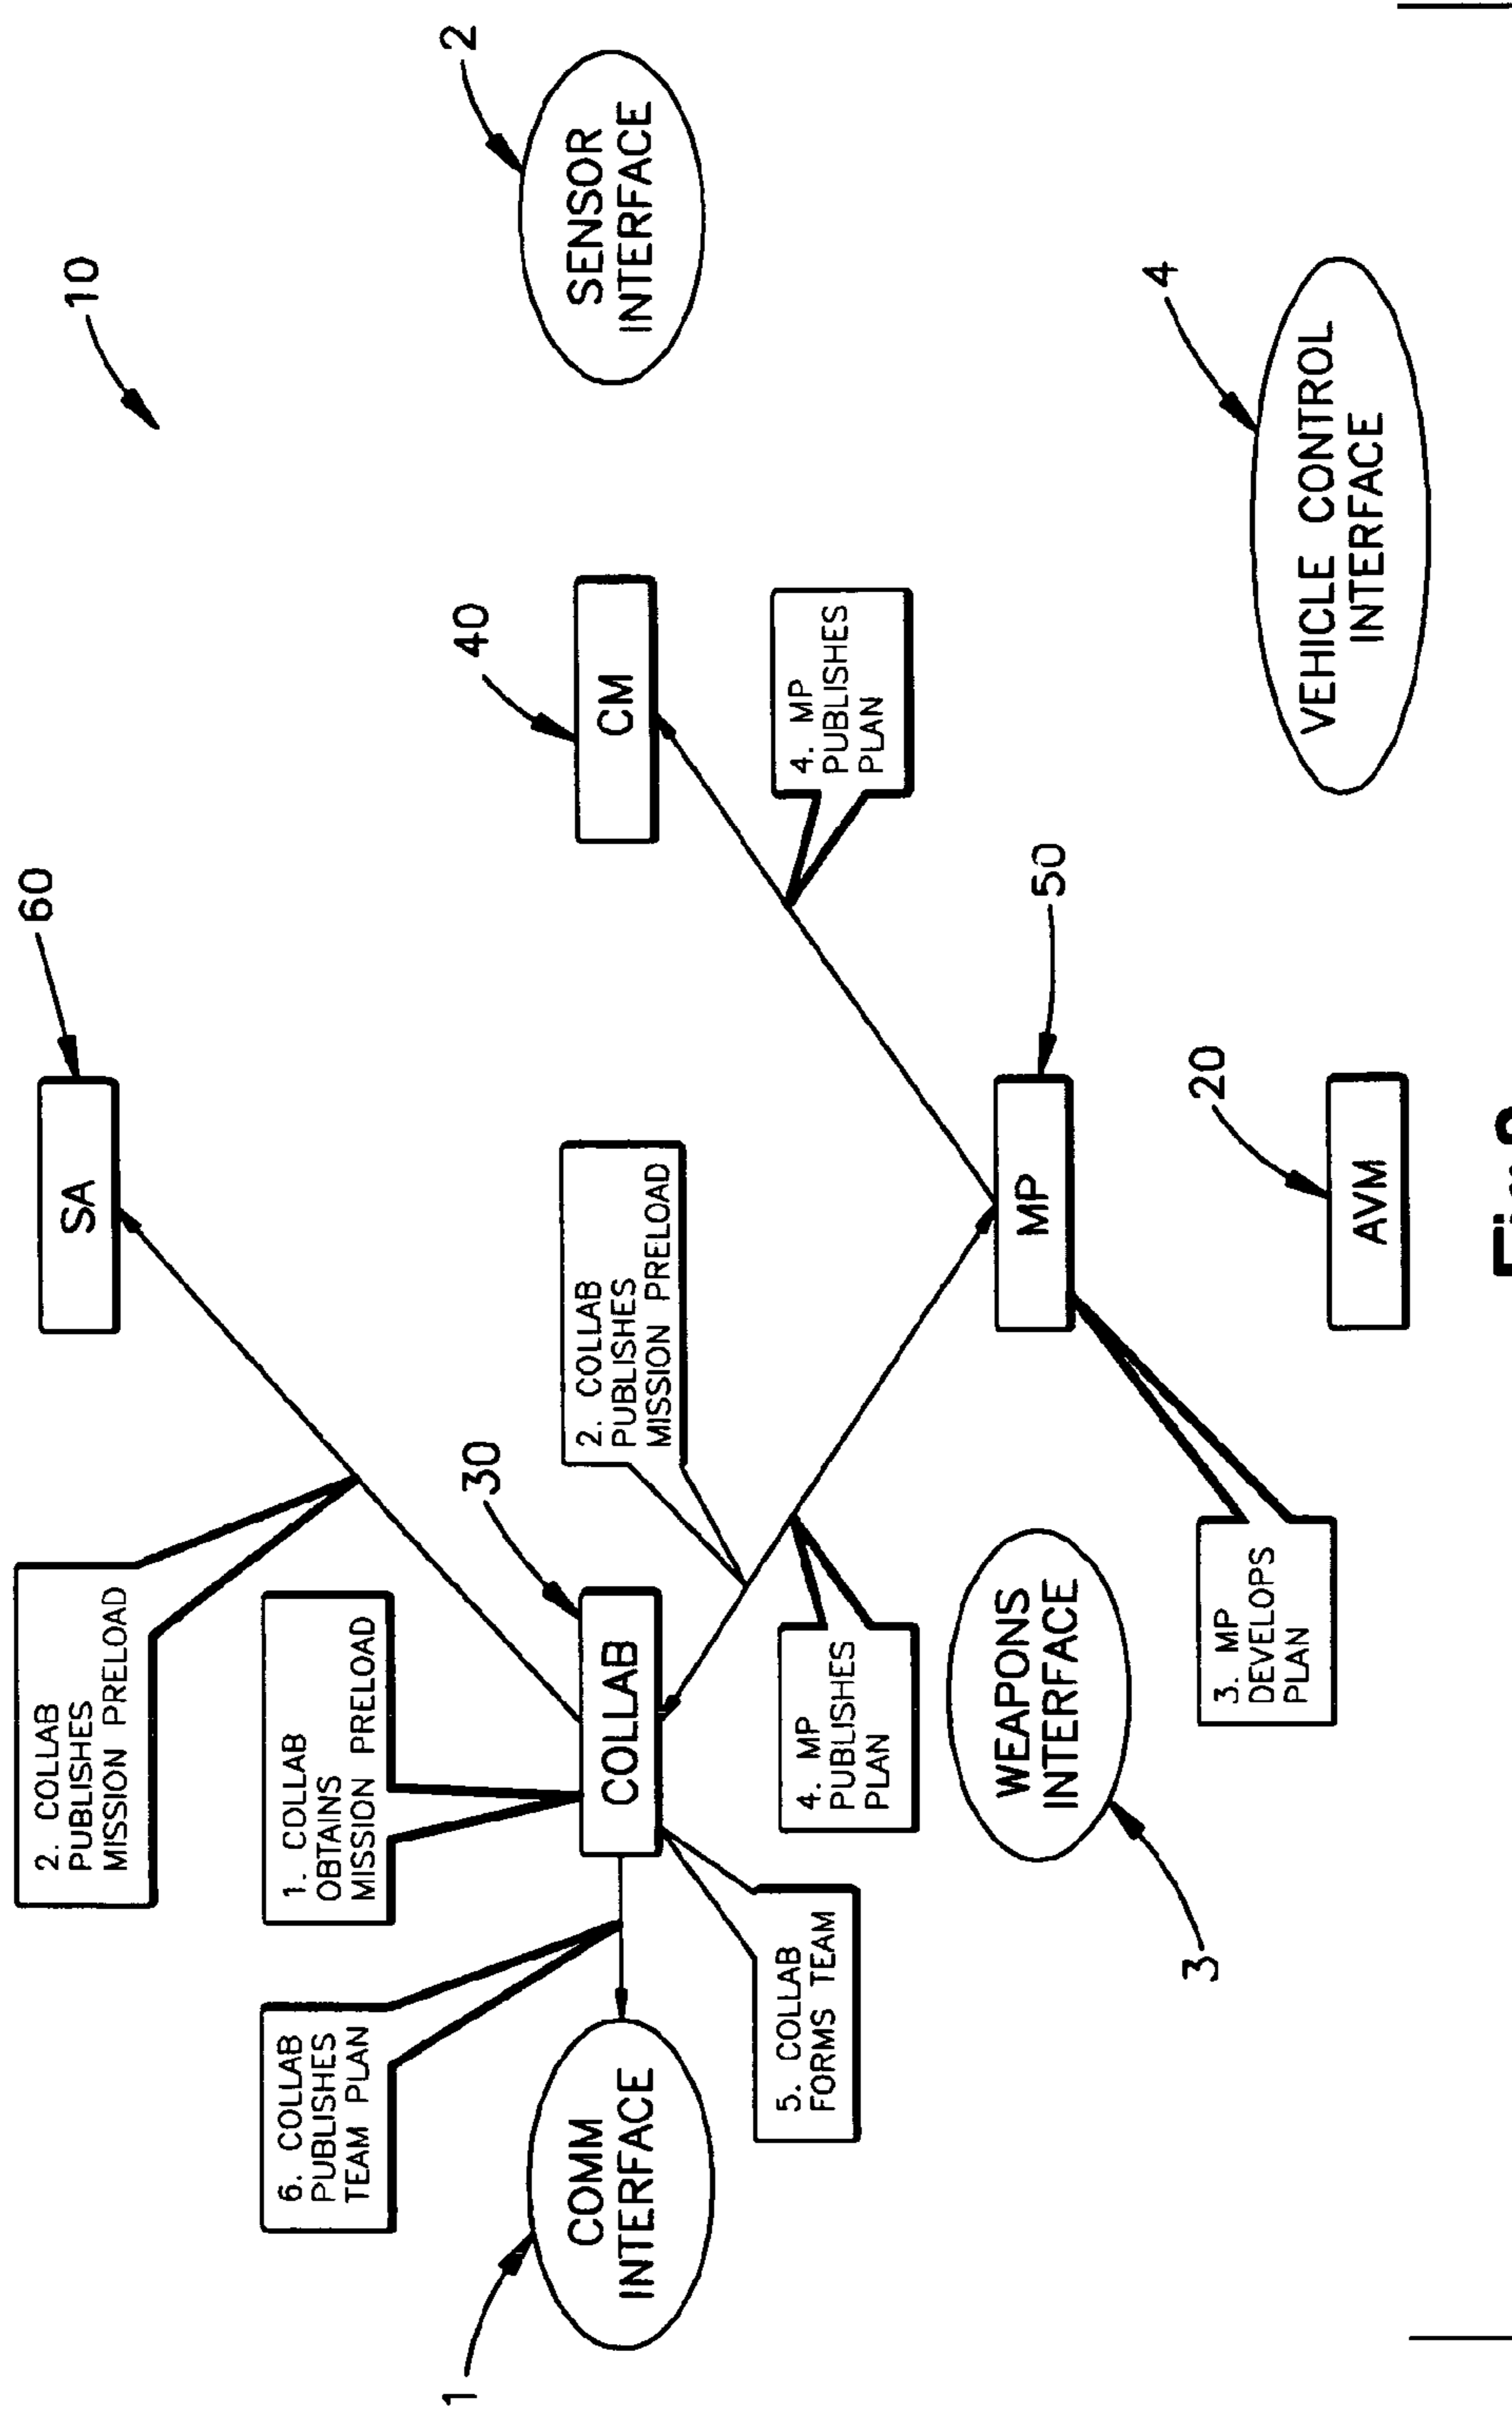 10
60
SA
2. COLLAB
PUBLISHES
MISSION PRELOAD
1. COLLAB
OBTAINS
MISSION PRELOAD
6. COLLAB
PUBLISHES
TEAM PLAN
1
COMM
INTERFACE
30
COLLAB
2. COLLAB
PUBLISHES
MISSION PRELOAD
40
CM
2
SENSOR
INTERFACE
5. COLLAB
FORMS TEAM
4. MP
PUBLISHES
PLAN
4. MP
PUBLISHES
PLAN
3
WEAPONS
INTERFACE
50
MP
3. MP
DEVELOPS
PLAN
20
AVM
4
VEHICLE CONTROL
INTERFACE